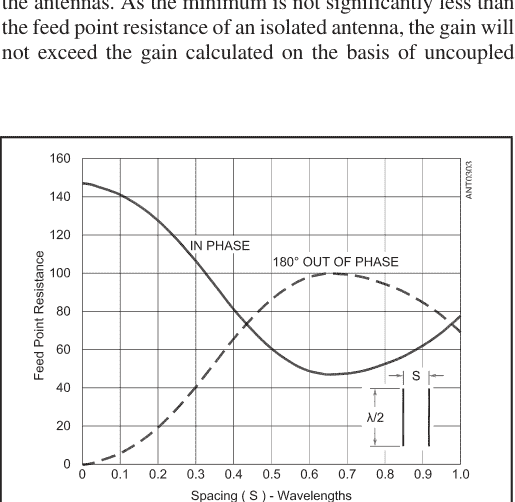 the antennas. As the minimum is not significantly less than
the feed point resistance of an isolated antenna, the gain will
not exceed the gain calculated on the basis of uncoupled
160
140
120
100
80
60
40
20
0
Feed Point Resistance
IN PHASE
180° OUT OF PHASE
ANT0303
S
λ/2
0 0.1 0.2 0.3 0.4 0.5 0.6 0.7 0.8 0.9 1.0
Spacing ( S ) - Wavelengths